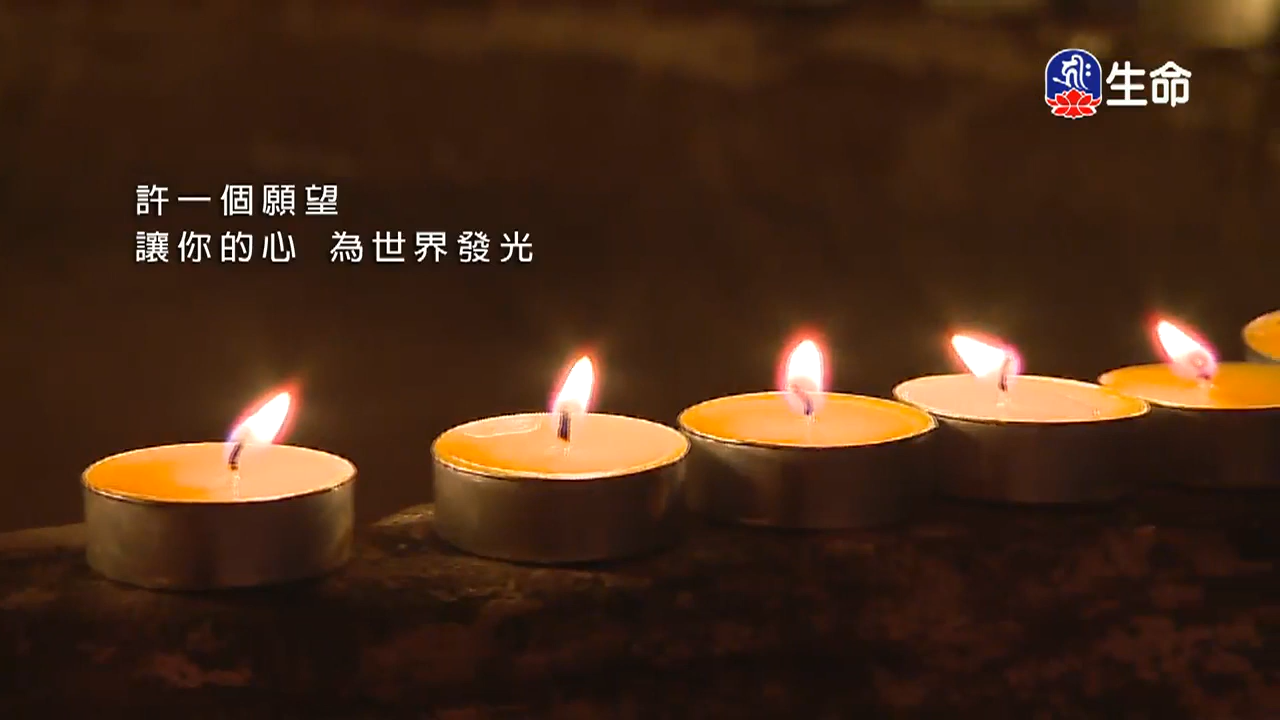 生命
許一個願望
讓你的心 為世界發光